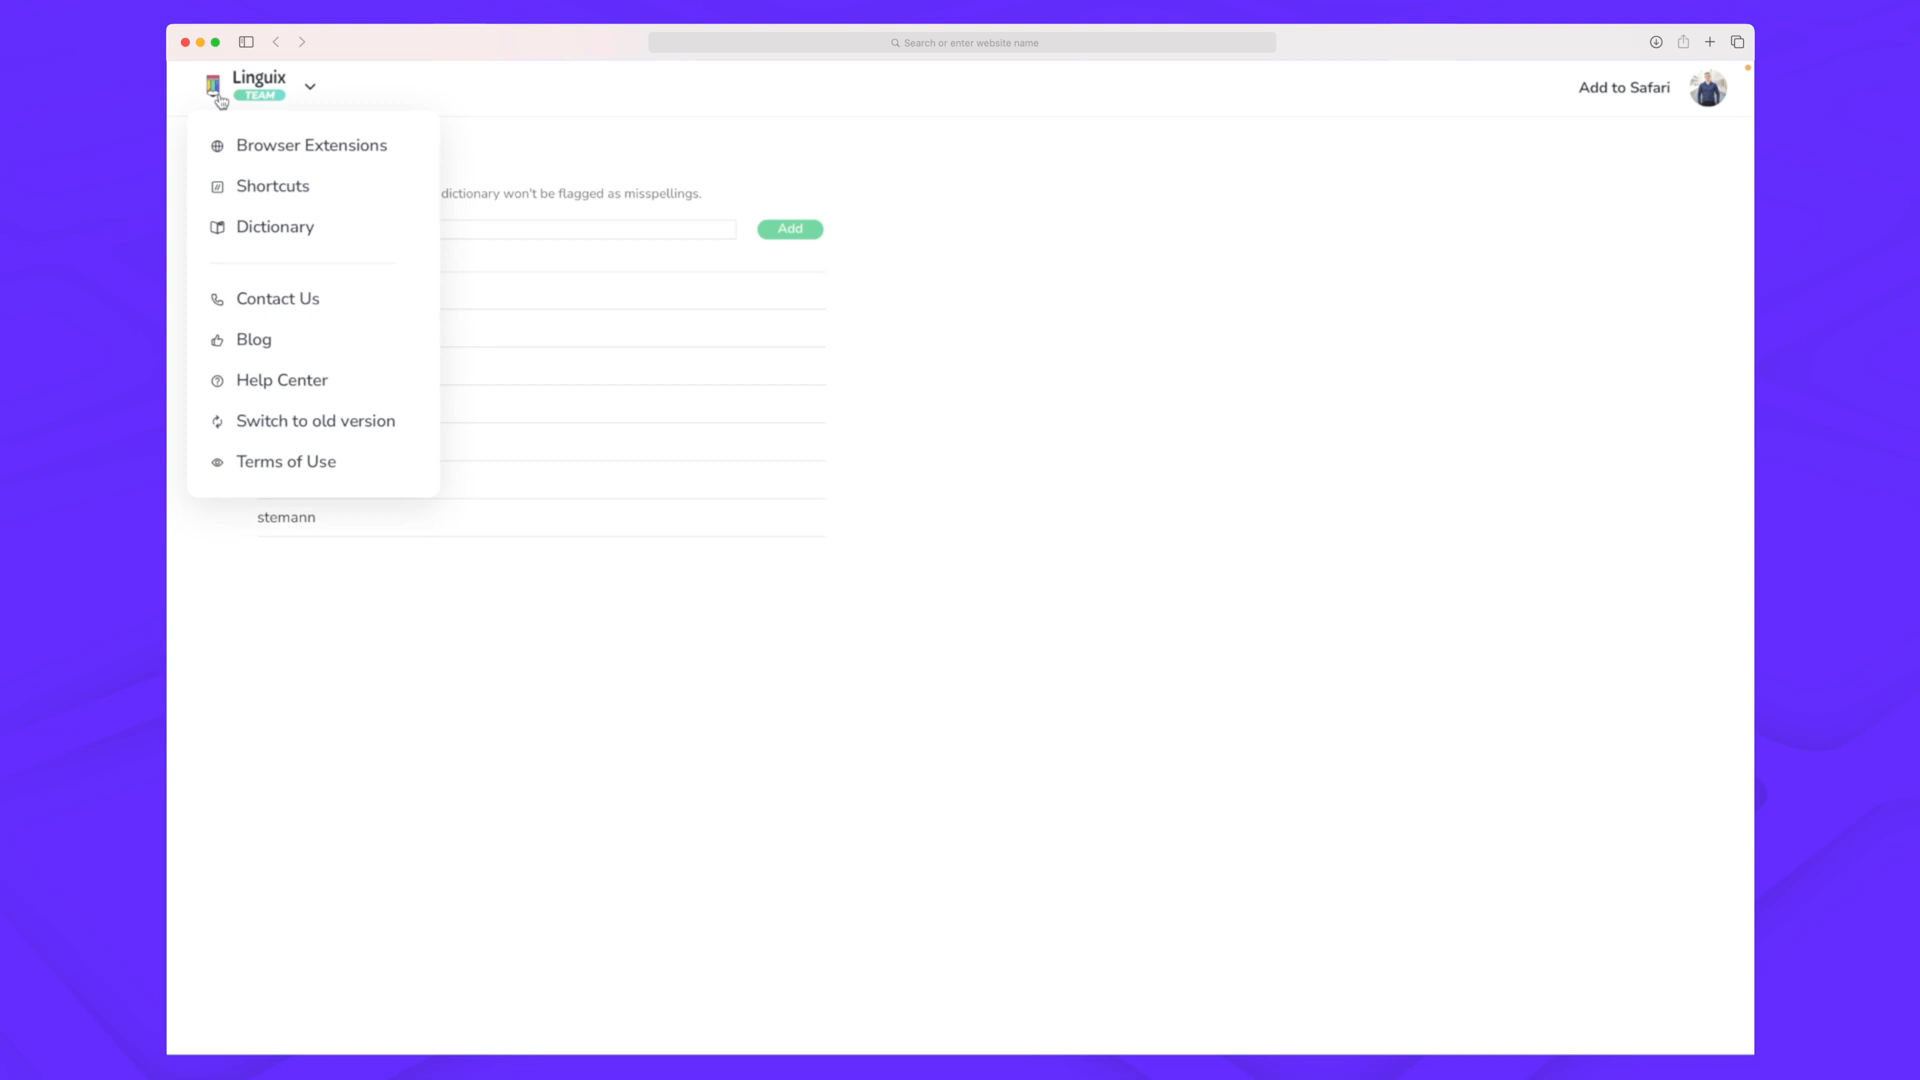 Search or enter website name
Linguix
TEAM
Add to Safari
Browser Extensions
Shortcuts
dictionary won't be flagged as misspellings.
Dictionary
Add
Contact Us
Blog
Help Center
Switch to old version
Terms of Use
stemann